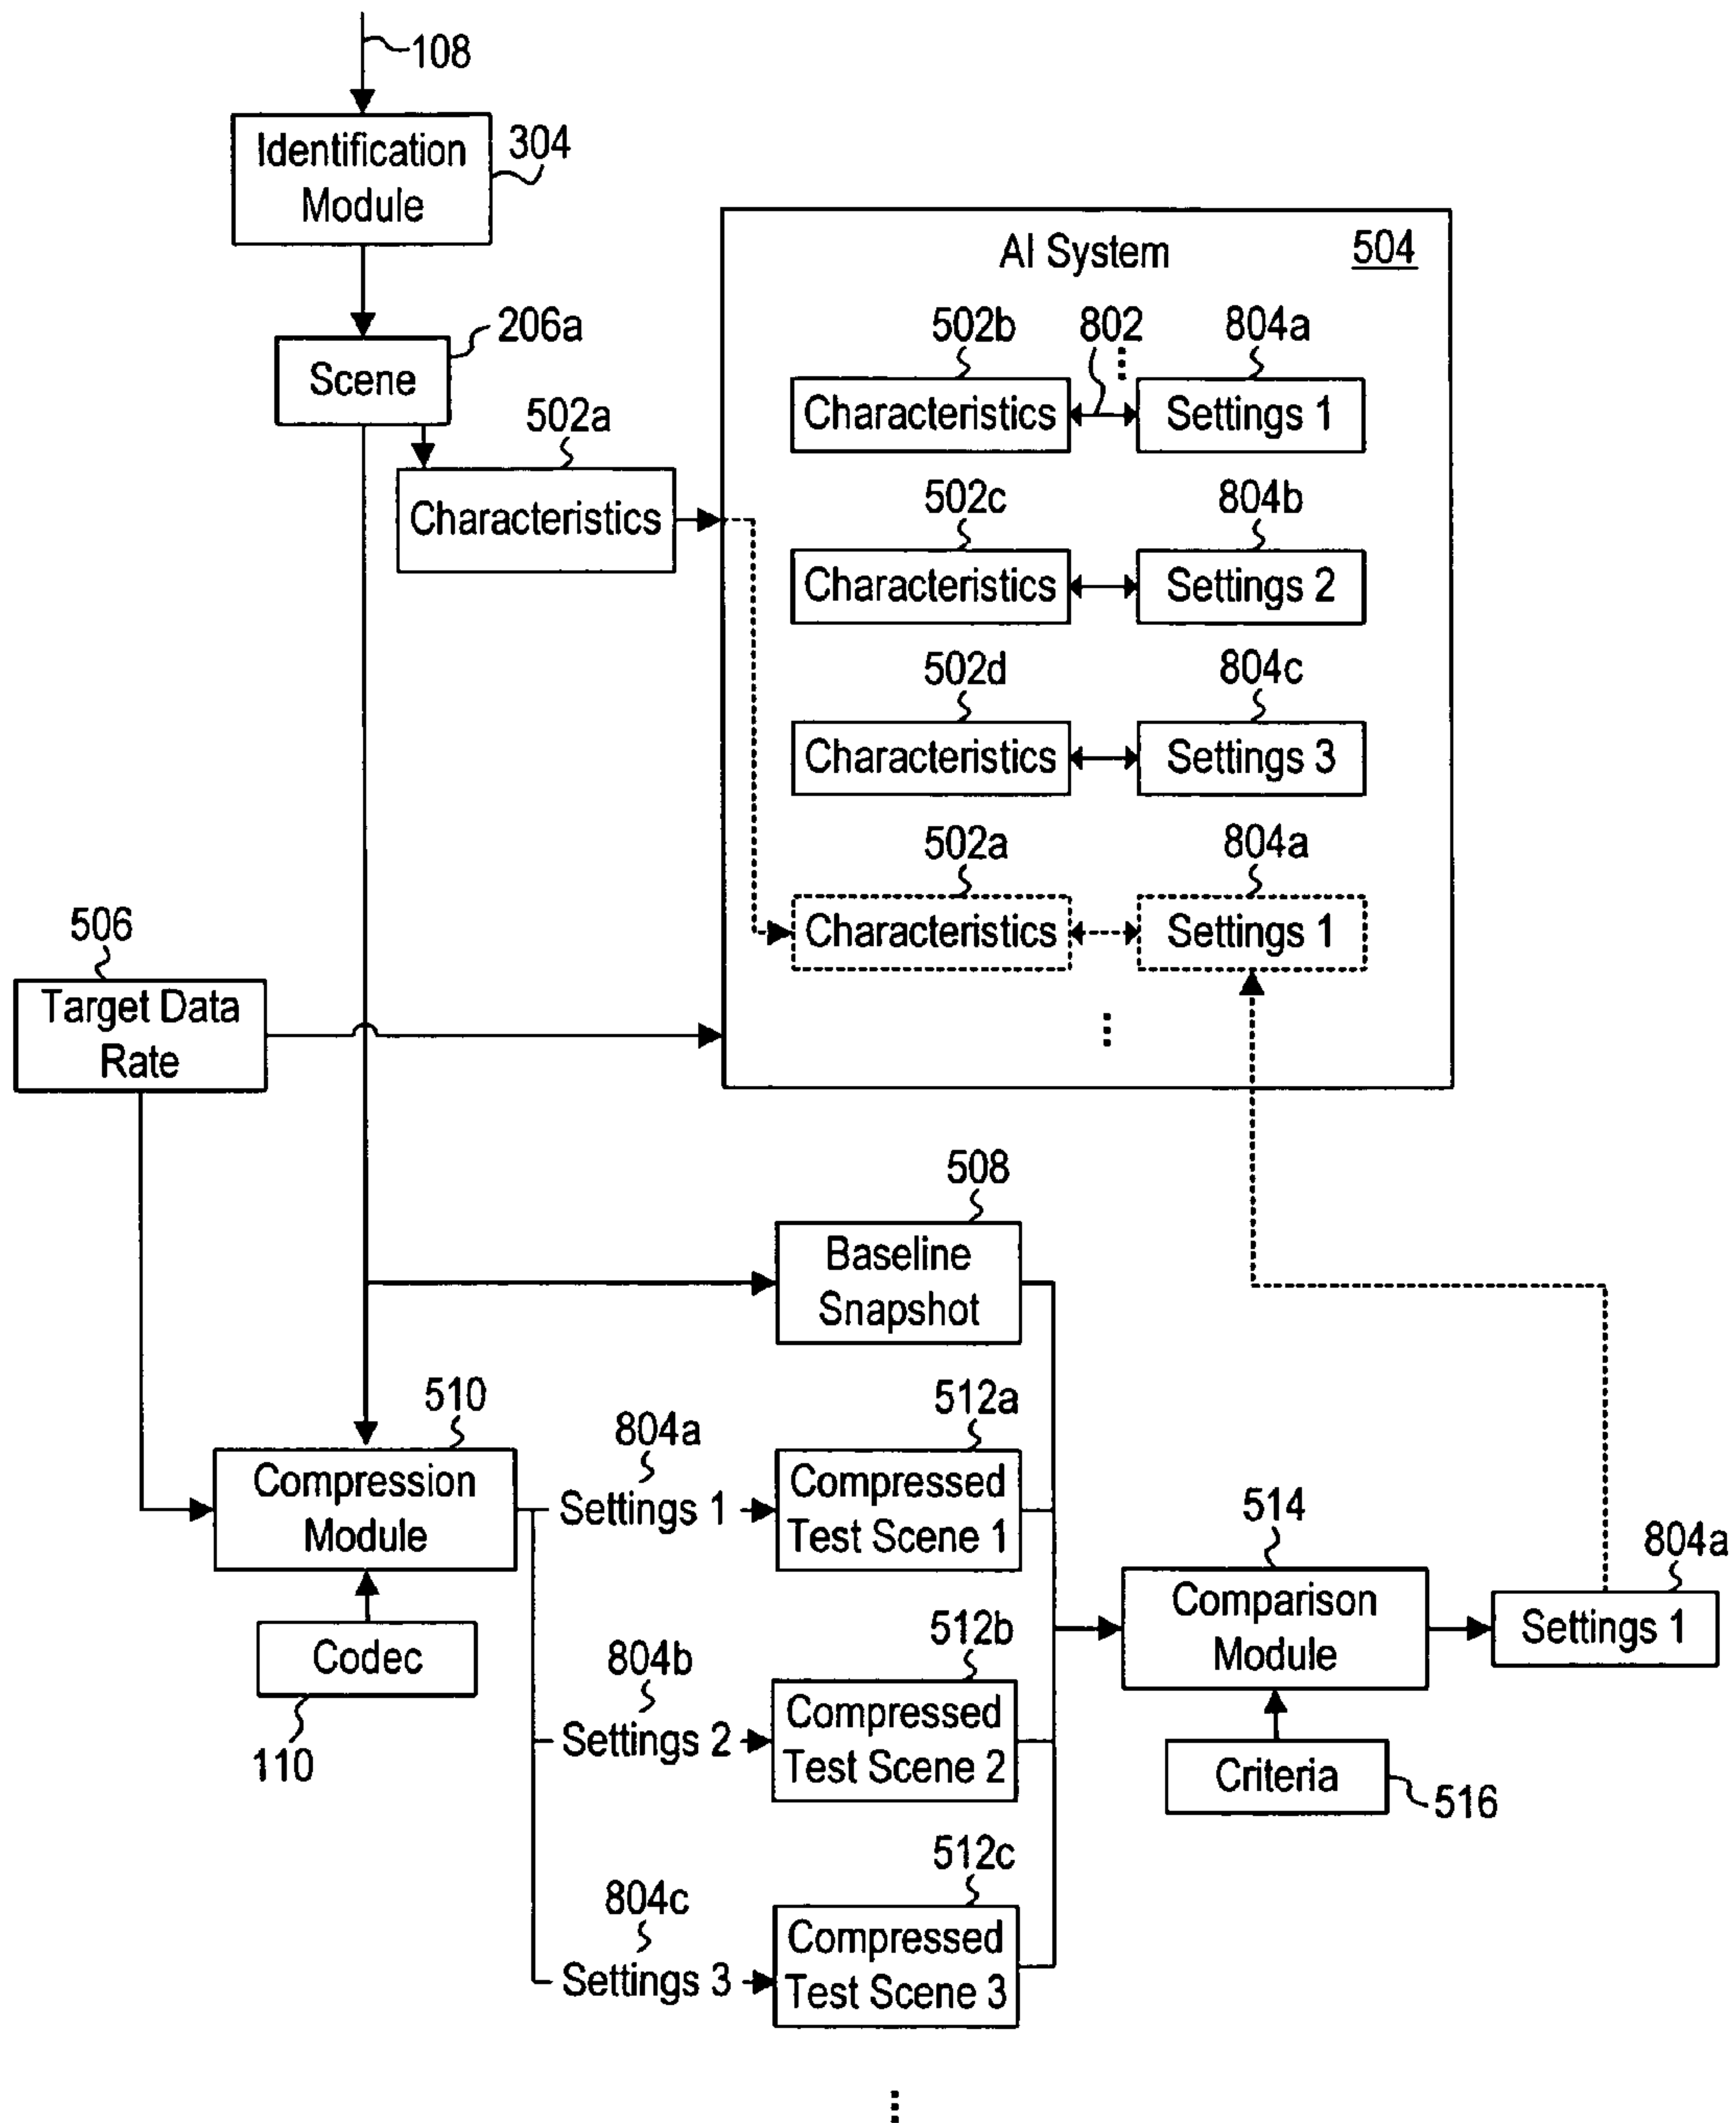 108
Identification
Module
304
Scene
206a
502a
Characteristics
AI System
504
502b
802
804a
Characteristics
Settings 1
502c
804b
Characteristics
Settings 2
502d
804c
Characteristics
Settings 3
502a
804a
Characteristics
Settings 1
506
Target Data
Rate
508
Baseline
Snapshot
510
Compression
Module
Codec
110
804a
Settings 1
512a
Compressed
Test Scene 1
804b
Settings 2
512b
Compressed
Test Scene 2
804c
Settings 3
512c
Compressed
Test Scene 3
514
Comparison
Module
Criteria
516
804a
Settings 1